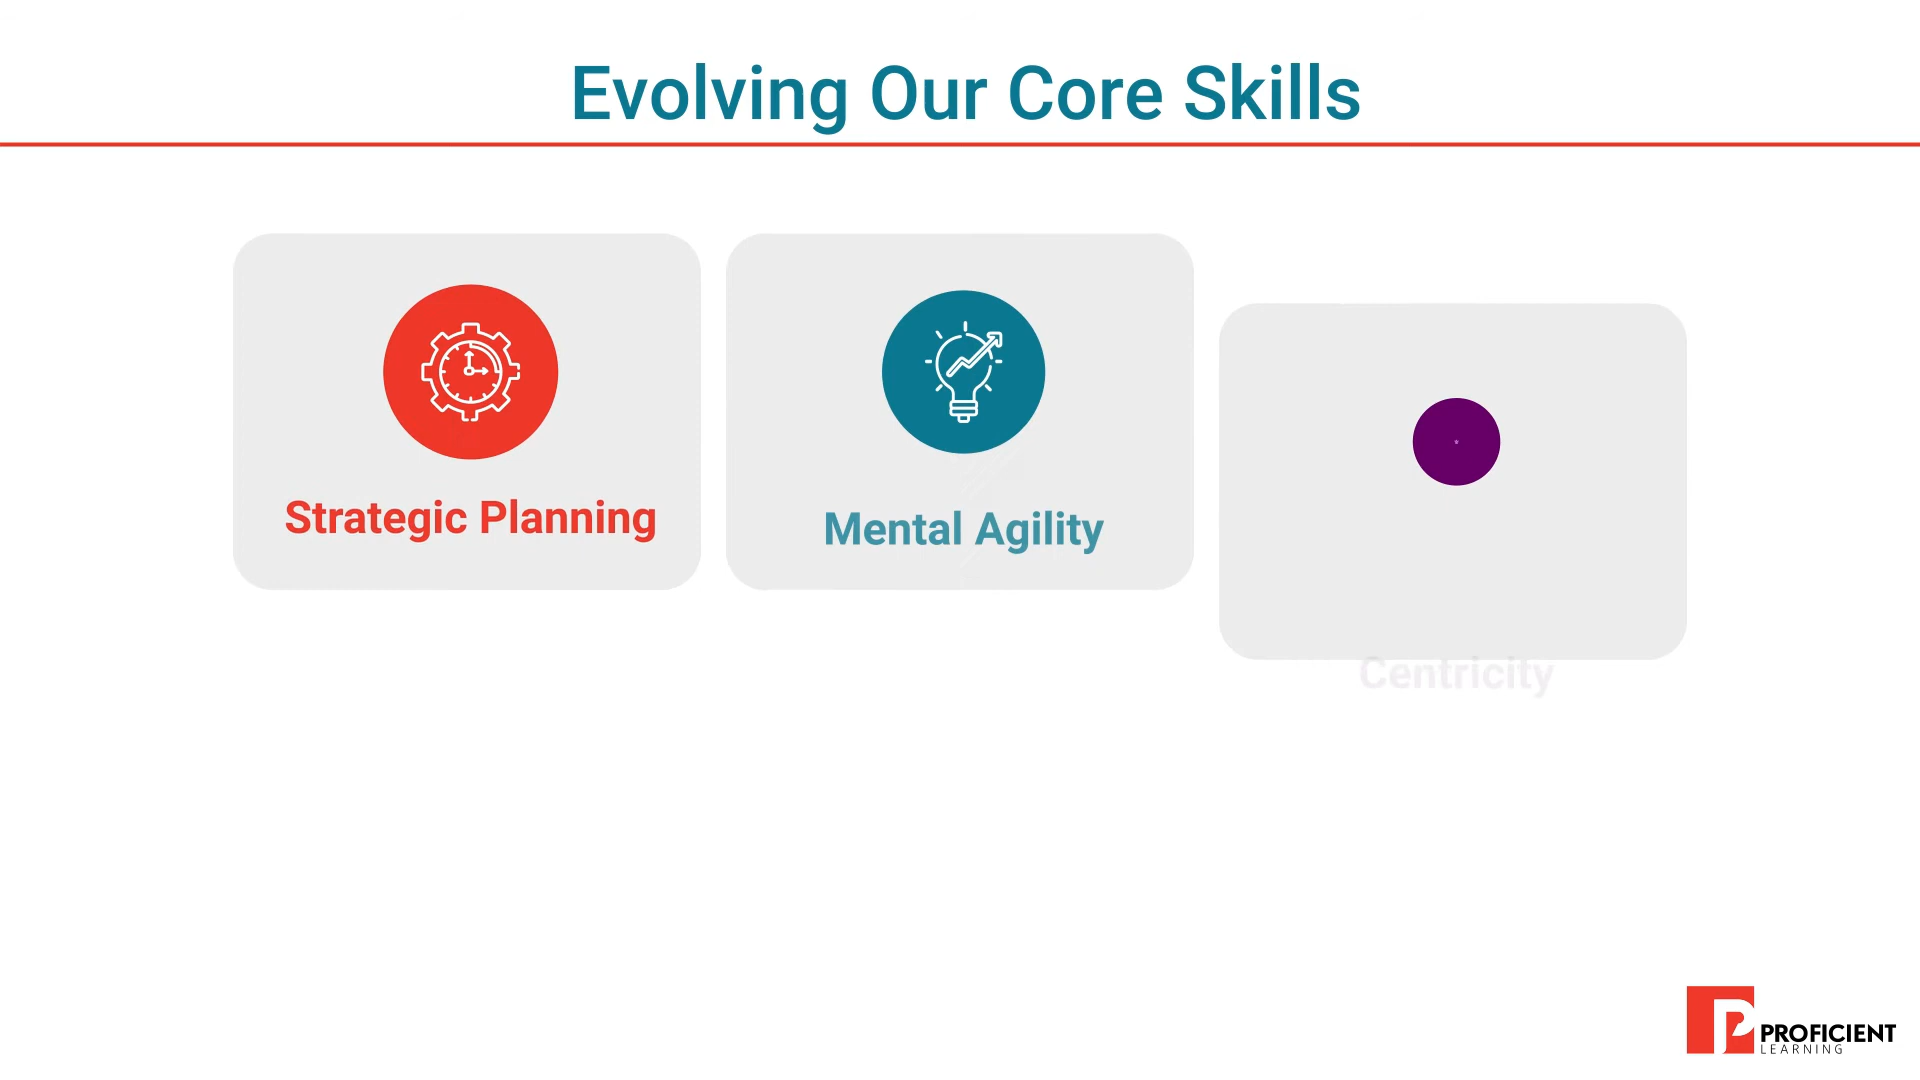 Evolving Our Core Skills
Strategic Planning
Mental Agility
Centricity
PROFICIENT
LEARNING